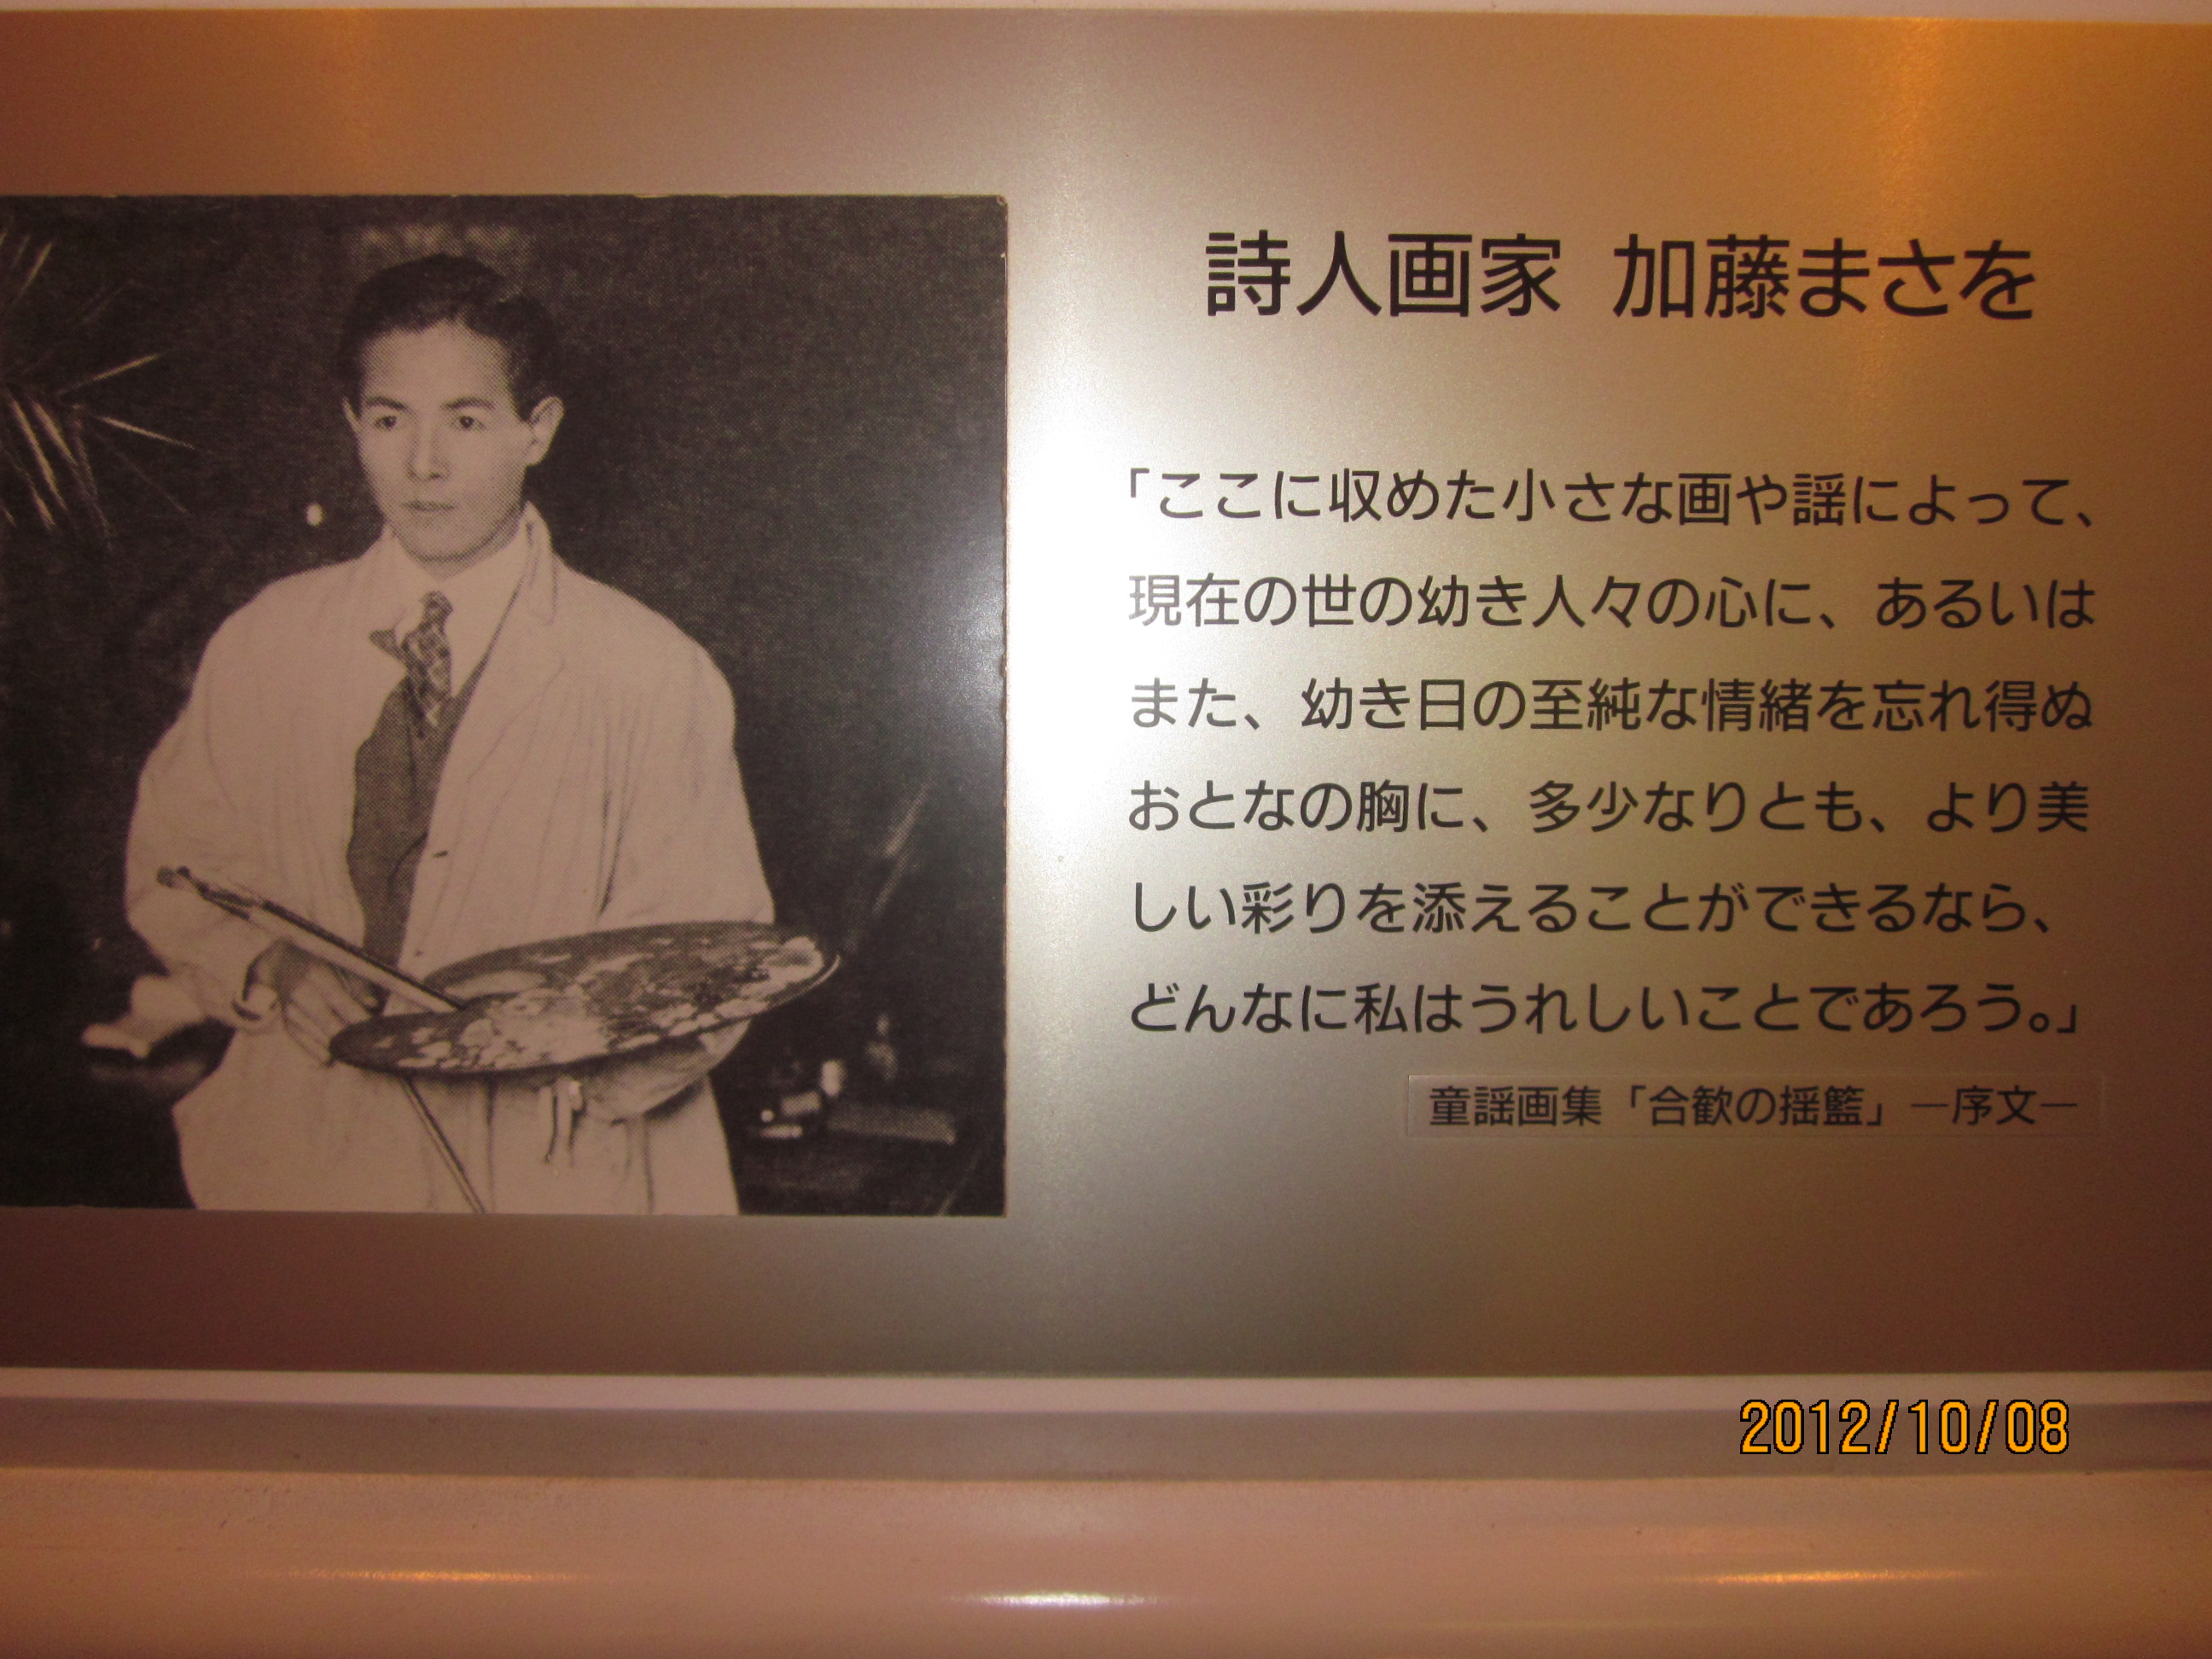 詩人画家 加藤まさを
「ここに収めた小さな画や謡によって、
現在の世の幼き人々の心に、あるいは
また、幼き日の至純な情緒を忘れ得ぬ
おとなの胸に、多少なりとも、より美
しい彩りを添えることができるなら、
どんなに私はうれしいことであろう。」
童謡画集「合歓の揺籃」―序文―
2012/10/08